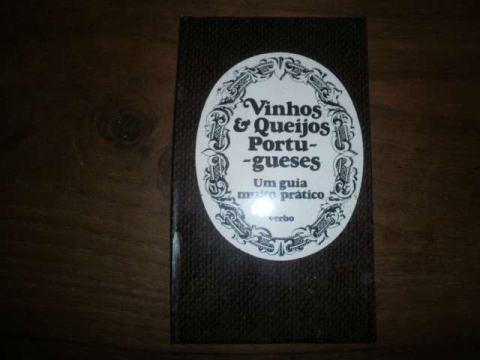 Vinhos
& Queijos
Portu-
-gueses
Um guia
muito prático
verbo